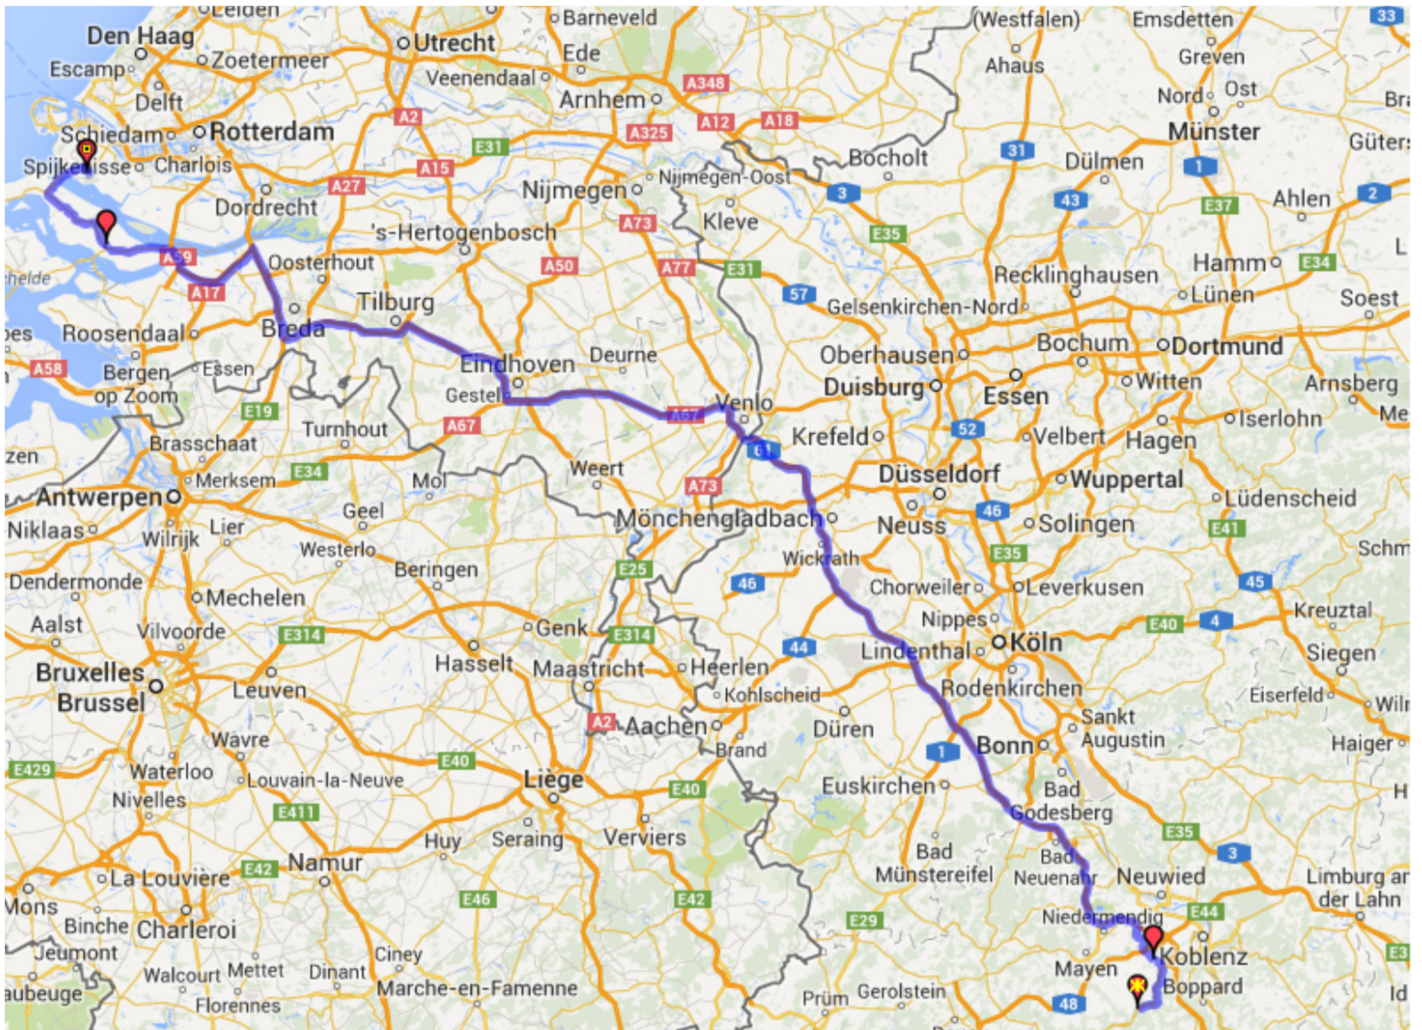 Leiden
Barneveld
(Westfalen)
Emsdetten
33
Den Haag
Utrecht
Ede
Greven
Escamp
Zoetermeer
Veenendaal
Ahaus
A348
Delft
Arnhem
Nord
Ost
A2
A12
A18
Schiedam
Rotterdam
A325
Münster
E31
31
Bocholt
Dülmen
1
Spijkenisse
Charlois
A15
A27
Nijmegen
Nijmegen-Oost
3
43
Ahlen
2
Dordrecht
Kleve
E37
A73
's-Hertogenbosch
E35
A59
Oosterhout
A50
A77
E31
Hamm
E34
Recklinghausen
A17
Tilburg
57
Gelsenkirchen-Nord
Lünen
Soest
Roosendaal
Breda
Bochum
Dortmund
Deurne
Oberhausen
A58
Bergen
op Zoom
Essen
Eindhoven
Duisburg
Essen
Witten
Arnsberg
Gestel
E19
Venlo
A67
Turnhout
A67
Krefeld
52
Velbert
Hagen
Iserlohn
Brasschaat
61
E34
Weert
Merksem
Mol
A73
Düsseldorf
Wuppertal
Antwerpen
Lüdenscheid
Geel
Mönchengladbach
Neuss
46
Solingen
Niklaas
Lier
E41
Wilrijk
Westerlo
Wickrath
E35
Beringen
E25
46
Chorweiler
Leverkusen
45
Dendermonde
Mechelen
Kreuztal
Aalst
Vilvoorde
E314
Genk
E314
Nippes
E40
4
44
Lindenthal
Köln
Siegen
Hasselt
Maastricht
Heerlen
Bruxelles
Brussel
Leuven
Kohlscheid
Rodenkirchen
Eiserfeld
A2
Aachen
Düren
Sankt
Augustin
Wavre
Brand
1
Bonn
Haiger
E429
Waterloo
E40
Louvain-la-Neuve
Liège
E40
Euskirchen
Bad
Godesberg
Nivelles
E411
Seraing
Verviers
E35
Huy
Bad
Münstereifel
3
Namur
E42
Bad
Neuenahr
La Louvière
Neuwied
Limburg an
der Lahn
Mons
E46
E42
E29
Niedermendig
E44
Binche
Charleroi
Jeumont
Ciney
Koblenz
Walcourt
Mettet
Dinant
Mayen
Marche-en-Famenne
Boppard
Florennes
Prüm
Gerolstein
48